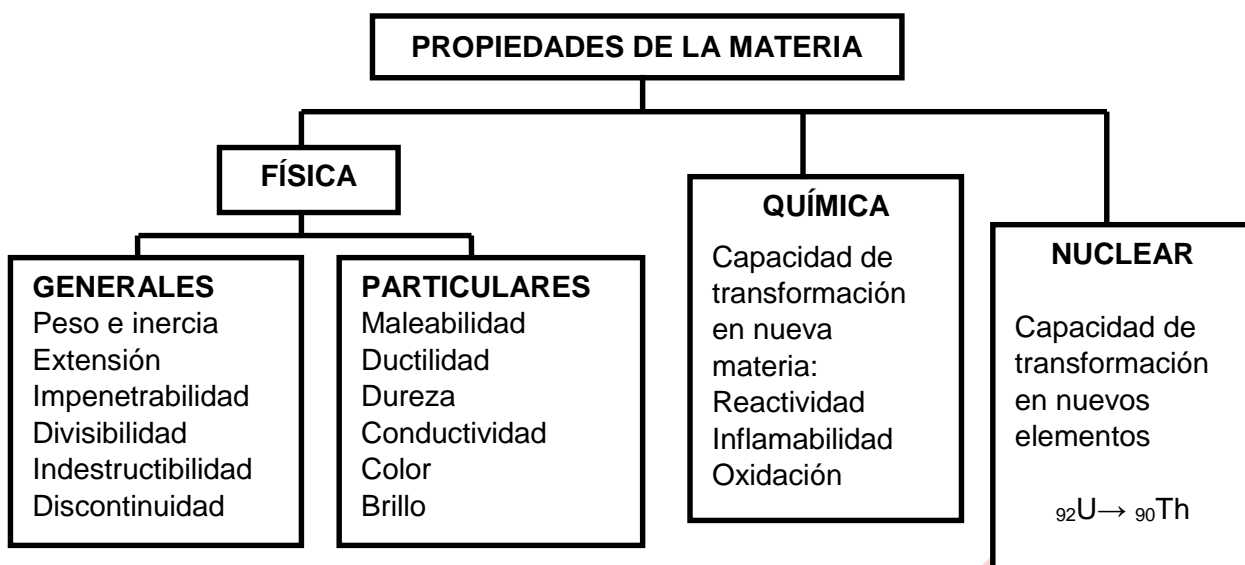 PROPIEDADES DE LA MATERIA
FÍSICA
GENERALES
Peso e inercia
Extensión
Impenetrabilidad
Divisibilidad
Indestructibilidad
Discontinuidad
PARTICULARES
Maleabilidad
Ductilidad
Dureza
Conductividad
Color
Brillo
QUÍMICA
Capacidad de
transformación
en nueva
materia:
Reactividad
Inflamabilidad
Oxidación
NUCLEAR
Capacidad de
transformación
en nuevos
elementos
₉₂U→ ₉₀Th